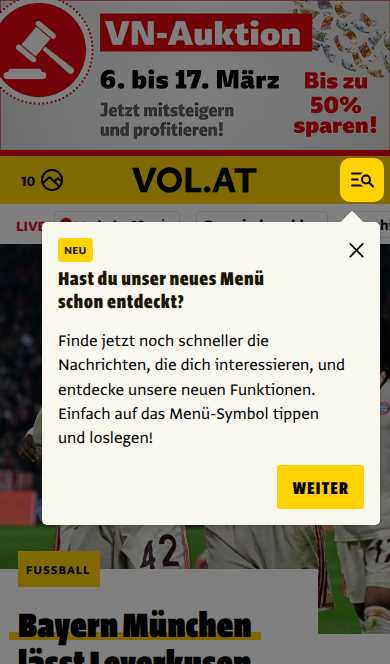 VN-Auktion
6. bis 17. März
Jetzt mitsteigern
und profitieren!
Bis zu
50%
sparen!
10
VOL.AT
LIVE
NEU
Hast du unser neues Menü
schon entdeckt?
Finde jetzt noch schneller die
Nachrichten, die dich interessieren, und
entdecke unsere neuen Funktionen.
Einfach auf das Menü-Symbol tippen
und loslegen!
WEITER
42
FUSSBALL
Bayern München
lässt Leverkusen